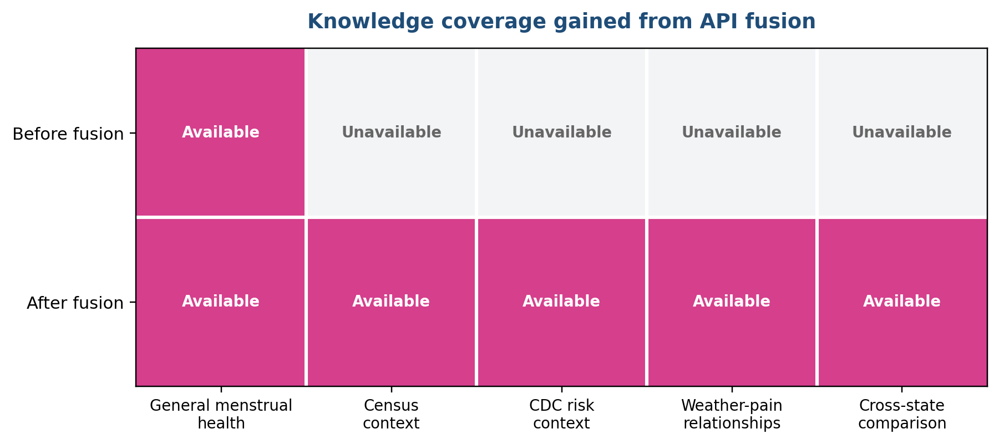 Knowledge coverage gained from API fusion
Before fusion
Available
Unavailable
Unavailable
Unavailable
Unavailable
After fusion
Available
Available
Available
Available
Available
General menstrual
health
Census
context
CDC risk
context
Weather-pain
relationships
Cross-state
comparison